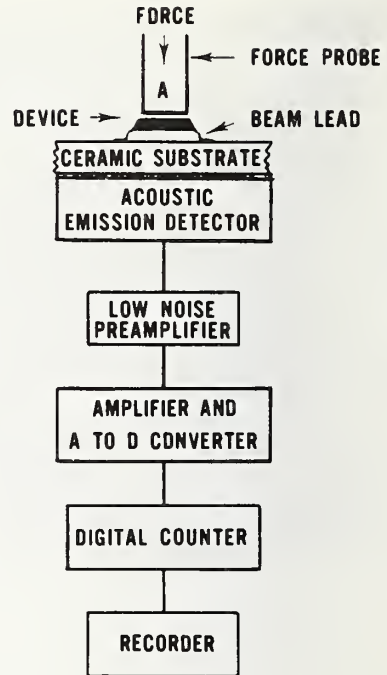 FORCE
A
FORCE PROBE
DEVICE
BEAM LEAD
CERAMIC SUBSTRATE
ACOUSTIC
EMISSION DETECTOR
LOW NOISE
PREAMPLIFIER
AMPLIFIER AND
A TO D CONVERTER
DIGITAL COUNTER
RECORDER